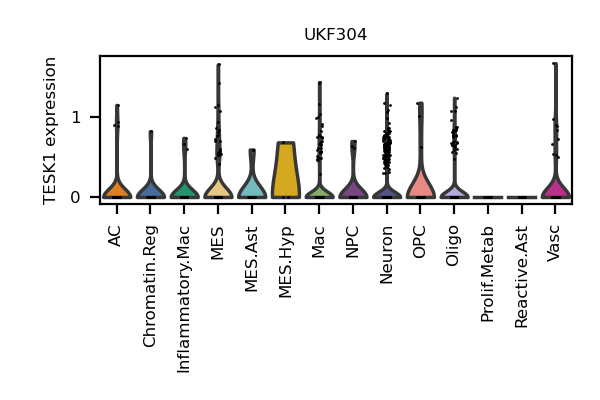 UKF304
TESK1 expression
1
0
AC
Chromatin.Reg
Inflammatory.Mac
MES
MES.Ast
MES.Hyp
Mac
NPC
Neuron
OPC
Oligo
Prolif.Metab
Reactive.Ast
Vasc